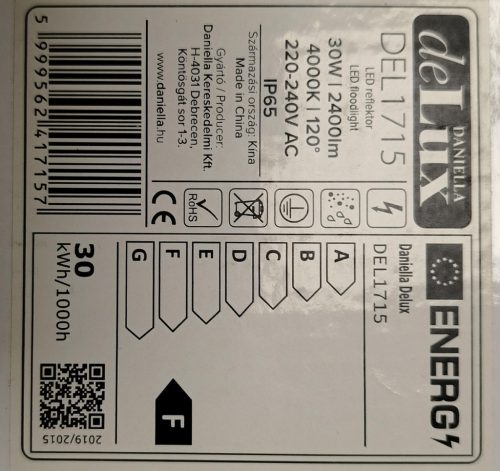 DANIELLA
deLux
DEL1715
LED reflektor
LED floodlight
30W | 2400lm
4000K | 120°
220-240V AC
IP65
Származási ország: Kína
Made in China
Gyártó / Producer:
Daniella Kereskedelmi Kft.
H-4031 Debrecen,
Köntösgát sor 1-3.
www.daniella.hu
RoHS
CE
5 999562 417157
ENERG
Daniella Delux
DEL1715
A
B
C
D
E
F
G
F
30
kWh/1000h
2019/2015